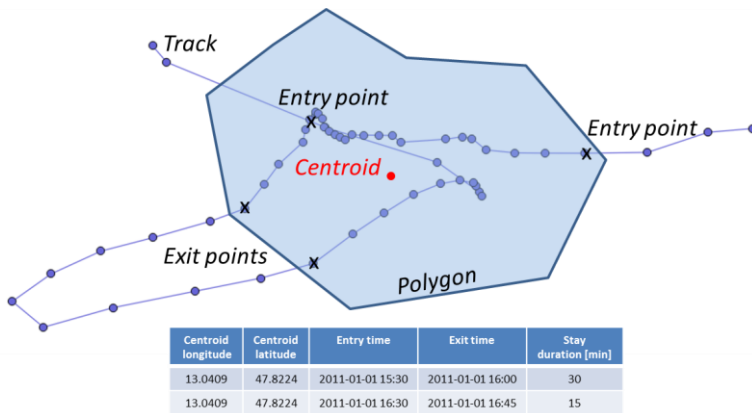 Track
Entry point
Entry point
Centroid
Exit points
Polygon
X
X
X
X
Centroid longitude Centroid latitude Entry time Exit time Stay duration [min]
13.0409 47.8224 2011-01-01 15:30 2011-01-01 16:00 30
13.0409 47.8224 2011-01-01 16:30 2011-01-01 16:45 15